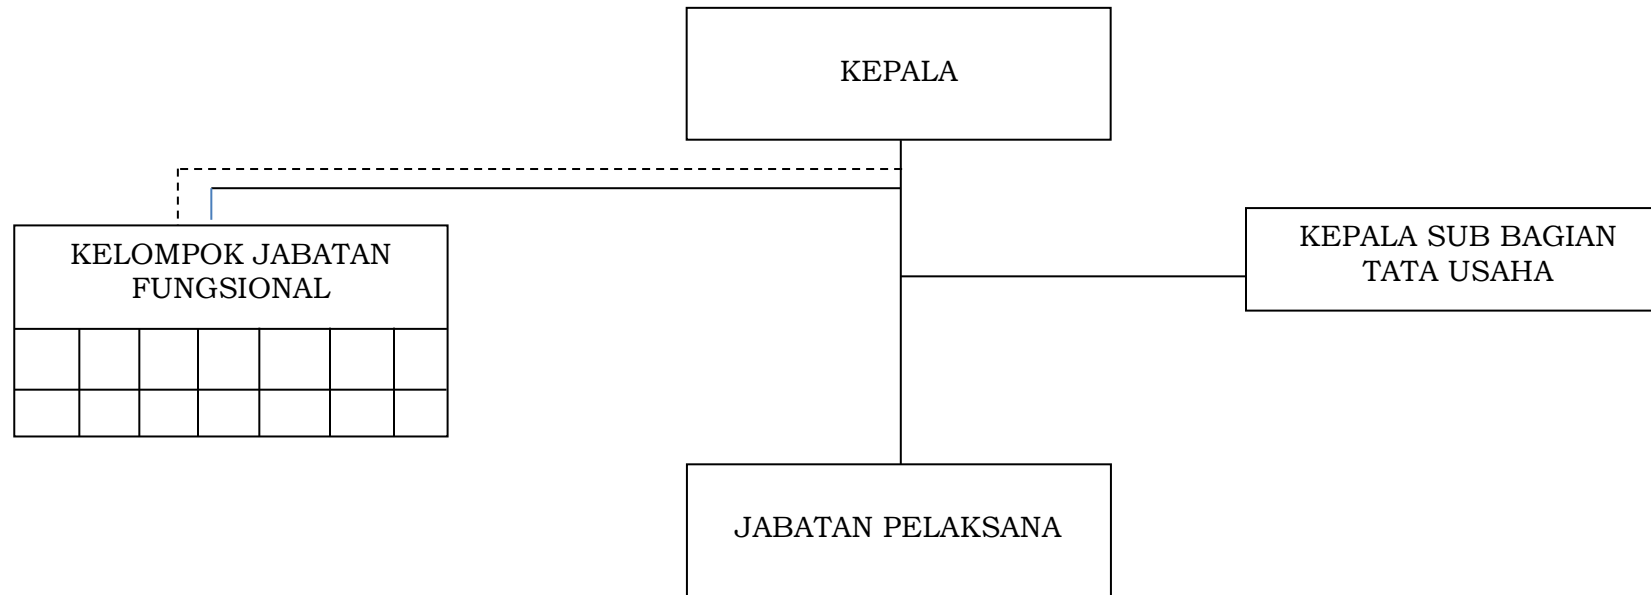 KEPALA
KELOMPOK JABATAN
FUNGSIONAL
KEPALA SUB BAGIAN
TATA USAHA
JABATAN PELAKSANA